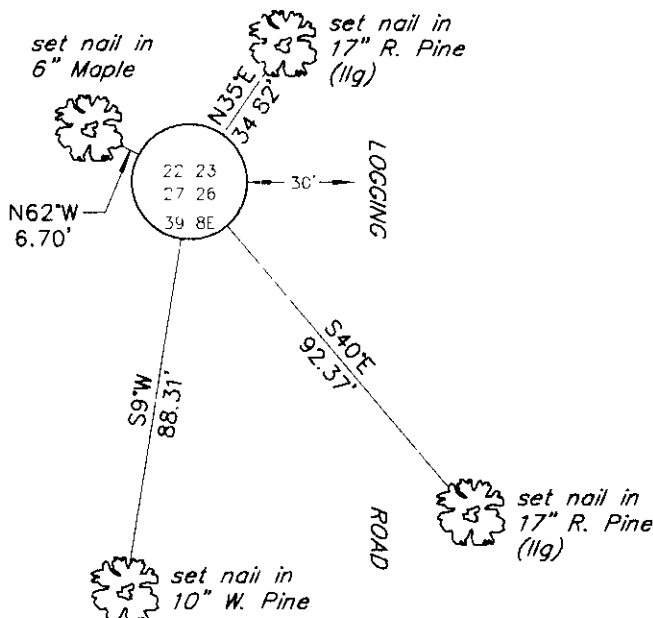 set nail in
6" Maple
set nail in
17" R. Pine
(llg)
N35°E
34 82'
22 23
27 26
39 8E
30'
LOGGING
N62°W
6.70'
S9°W
88.31'
S40°E
92.37'
ROAD
set nail in
17" R. Pine
(llg)
set nail in
10" W. Pine